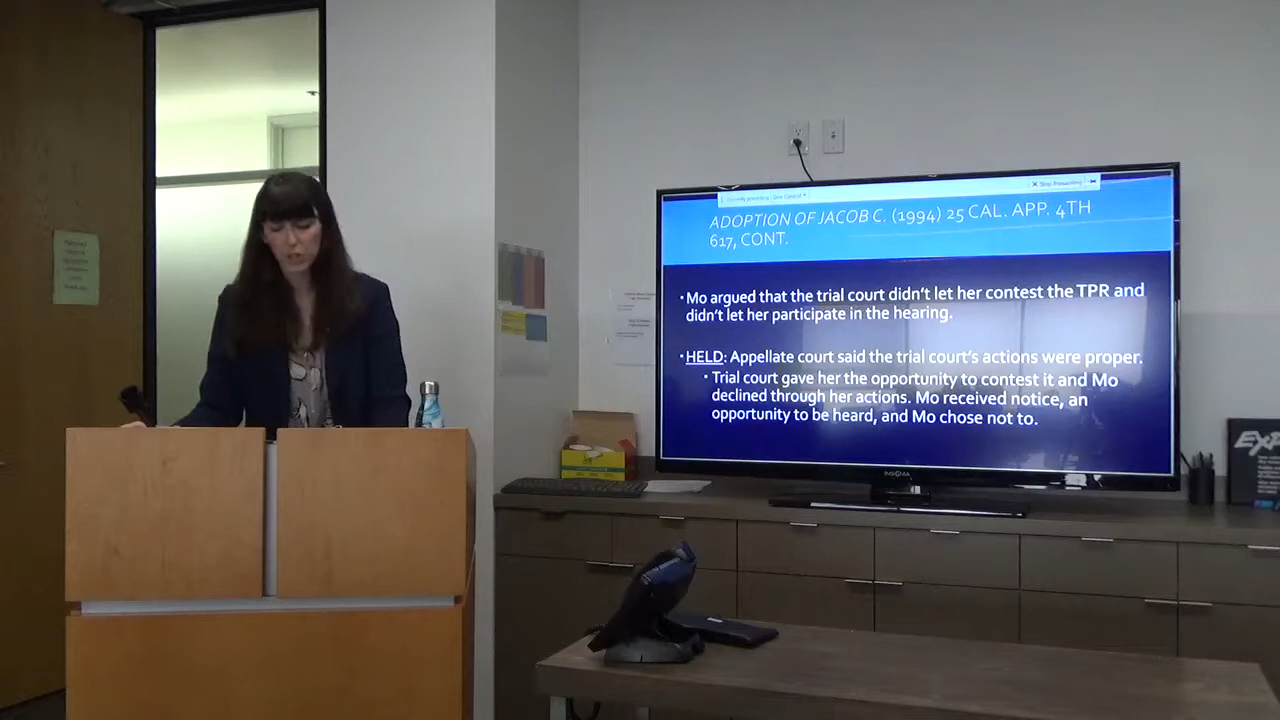 Stop Presenting
ADOPTION OF JACOB C. (1994) 25 CAL. APP. 4TH
617, CONT.
Mo argued that the trial court didn't let her contest the TPR and
didn't let her participate in the hearing.
HELD: Appellate court said the trial court's actions were proper.
Trial court gave her the opportunity to contest it and Mo
declined through her actions. Mo received notice, an
opportunity to be heard, and Mo chose not to.
INSIGNIA